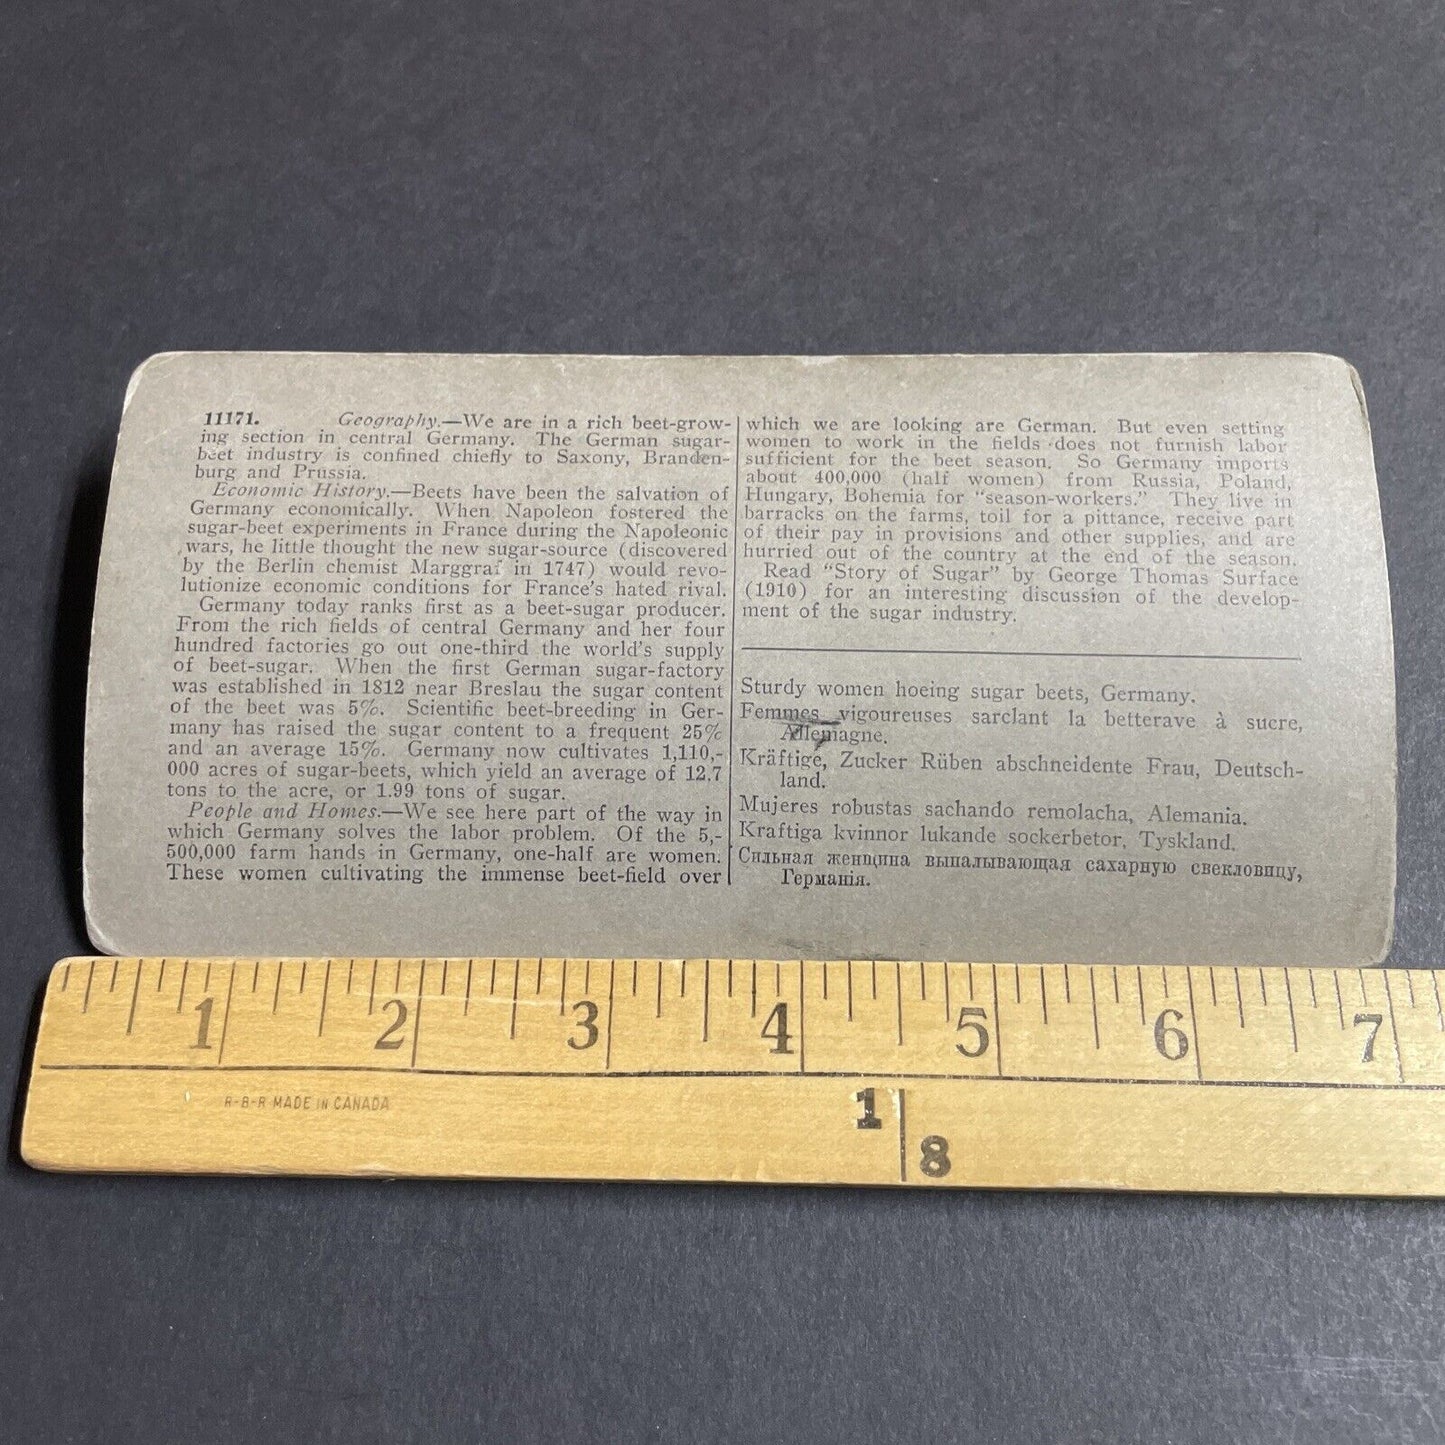 11171. Geography.—We are in a rich beet-grow-
ing section in central Germany. The German sugar-
beet industry is confined chiefly to Saxony, Branden-
burg and Prussia.
Economic History.—Beets have been the salvation of
Germany economically. When Napoleon fostered the
sugar-beet experiments in France during the Napoleonic
wars, he little thought the new sugar-source (discovered
by the Berlin chemist Marggraf in 1747) would revo-
lutionize economic conditions for France's hated rival.
Germany today ranks first as a beet-sugar producer.
From the rich fields of central Germany and her four
hundred factories go out one-third the world's supply
of beet-sugar. When the first German sugar-factory
was established in 1812 near Breslau the sugar content
of the beet was 5%. Scientific beet-breeding in Ger-
many has raised the sugar content to a frequent 25%
and an average 15%. Germany now cultivates 1,110,-
000 acres of sugar-beets, which yield an average of 12.7
tons to the acre, or 1.99 tons of sugar.
People and Homes.—We see here part of the way in
which Germany solves the labor problem. Of the 5,-
500,000 farm hands in Germany, one-half are women.
These women cultivating the immense beet-field over
which we are looking are German. But even setting
women to work in the fields does not furnish labor
sufficient for the beet season. So Germany imports
about 400,000 (half women) from Russia, Poland,
Hungary, Bohemia for "season-workers." They live in
barracks on the farms, toil for a pittance, receive part
of their pay in provisions and other supplies, and are
hurried out of the country at the end of the season.
Read "Story of Sugar" by George Thomas Surface
(1910) for an interesting discussion of the develop-
ment of the sugar industry.
Sturdy women hoeing sugar beets, Germany.
Femmes vigoureuses sarclant la betterave à sucre,
Allemagne.
Kräftige, Zucker Rüben abschneidente Frau, Deutsch-
land.
Mujeres robustas sachando remolacha, Alemania.
Kraftiga kvinnor lukande sockerbetor, Tyskland.
Сильная женщина выпалывающая сахарную свекловицу,
Германія.
1 2 3 4 5 6 7
R-B-R MADE IN CANADA
1
8